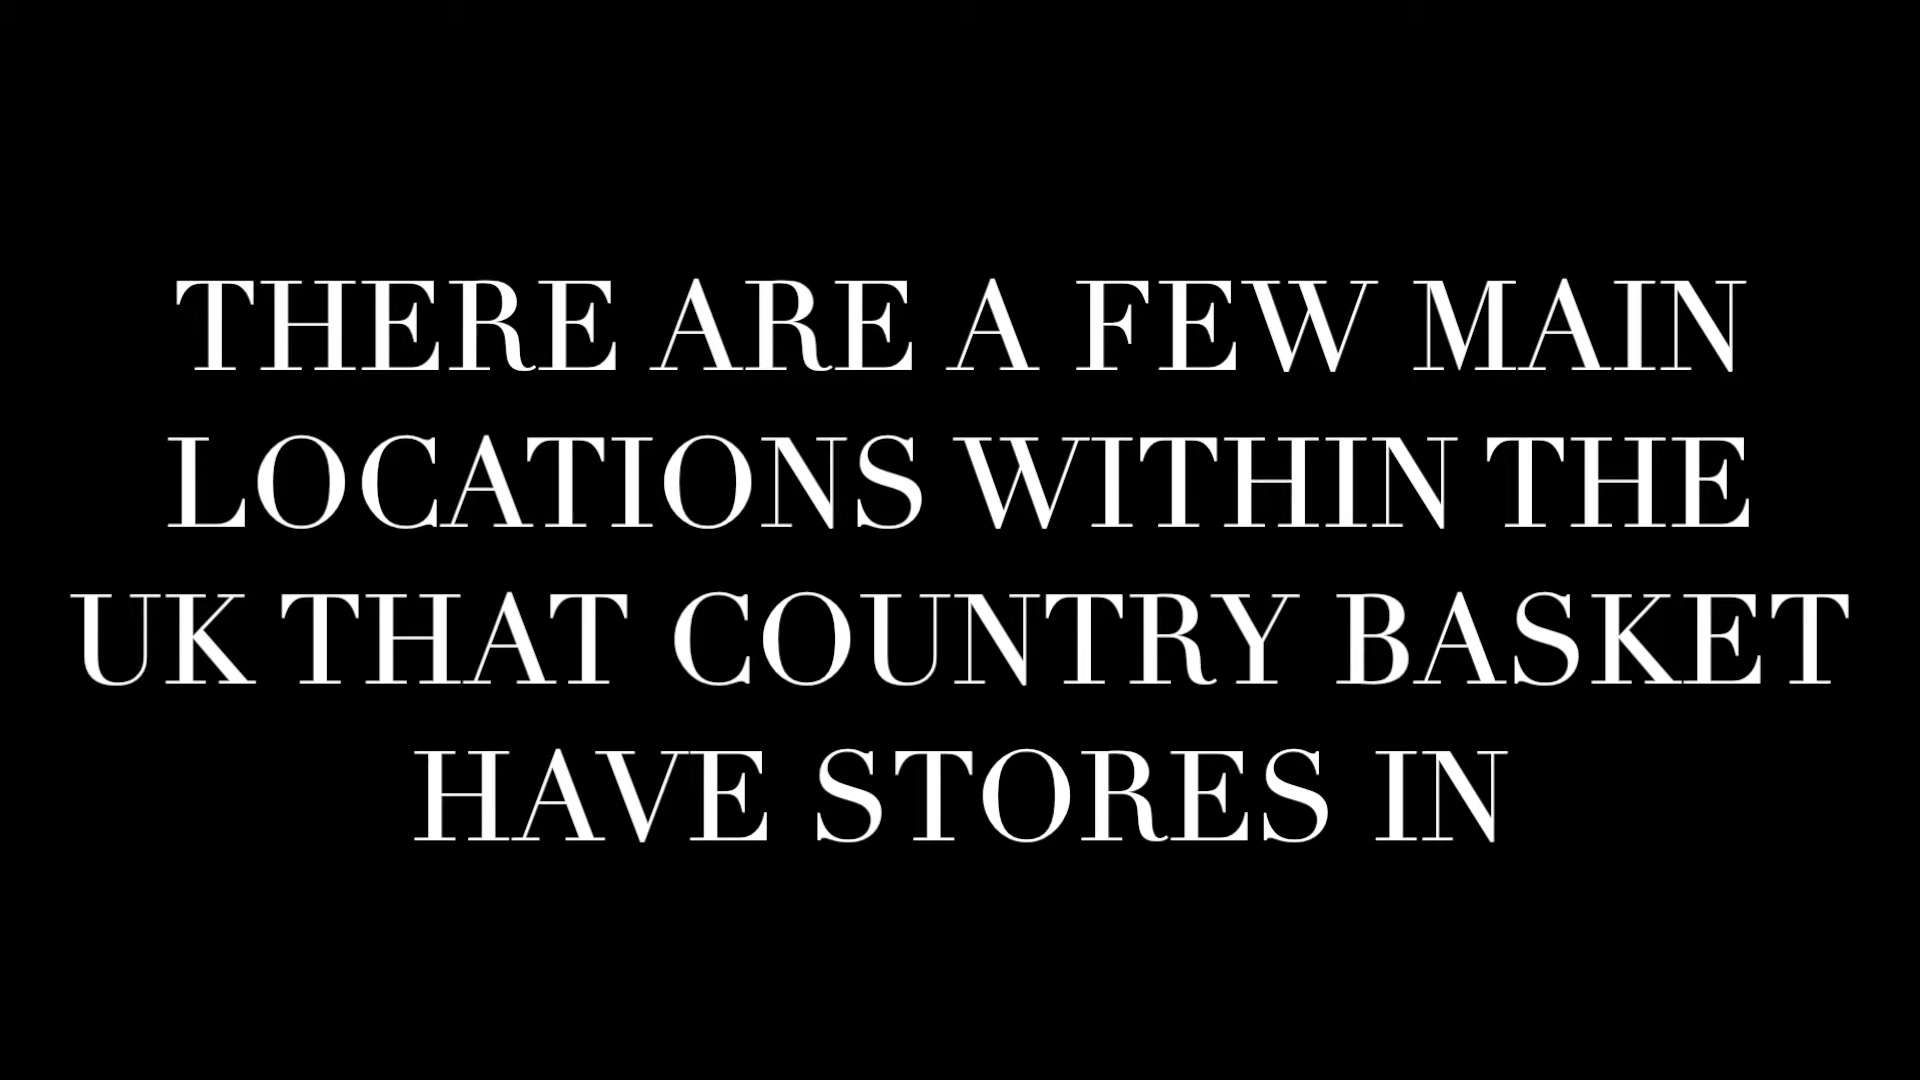 THERE ARE A FEW MAIN
LOCATIONS WITHIN THE
UK THAT COUNTRY BASKET
HAVE STORES IN